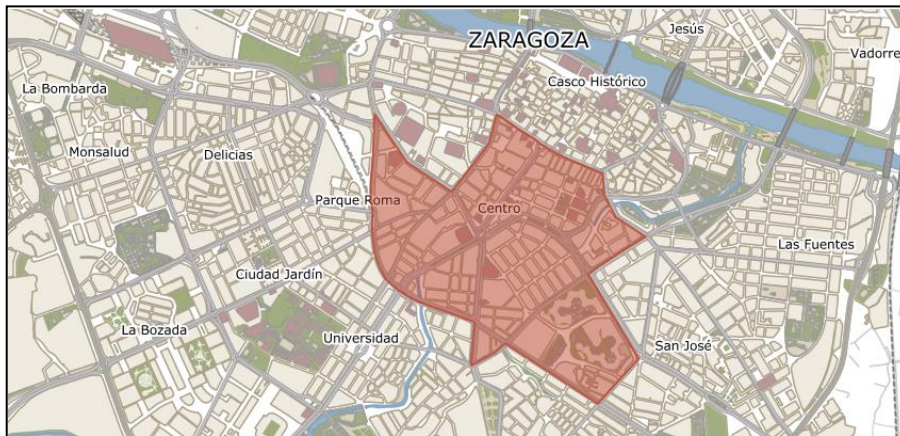 Jesús
ZARAGOZA
Vadorre
Casco Histórico
La Bombarda
Monsalud
Delicias
Parque Roma
Centro
Las Fuentes
Ciudad Jardín
La Bozada
Universidad
San José